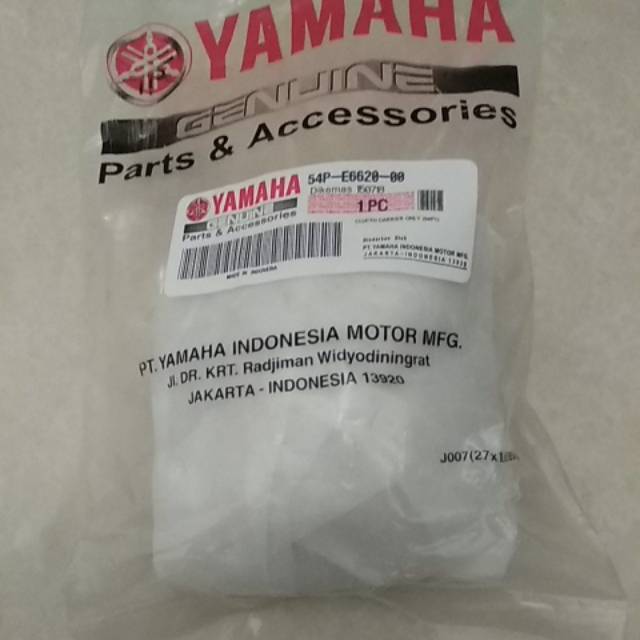 YAMAHA
GENUINE
Parts & Accessories
YAMAHA
GENUINE
Parts & Accessories
54P-E6620-00
Dikemas
1 PC
MADE IN INDONESIA
PT. YAMAHA INDONESIA MOTOR MFG.
JAKARTA-INDONESIA 13920
PT. YAMAHA INDONESIA MOTOR MFG.
Jl. DR. KRT. Radjiman Widyodiningrat
JAKARTA - INDONESIA 13920